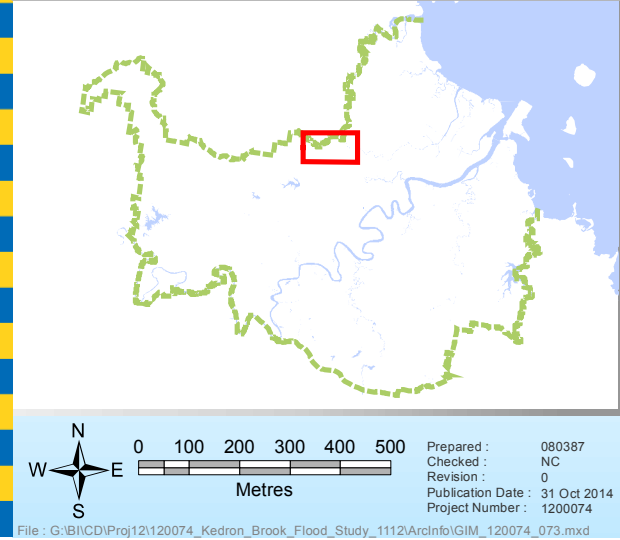 N
W E
S
0 100 200 300 400 500
Metres
Prepared : 080387
Checked : NC
Revision : 0
Publication Date : 31 Oct 2014
Project Number : 1200074
File : G:\BI\CD\Proj12\120074_Kedron_Brook_Flood_Study_1112\ArcInfo\GIM_120074_073.mxd